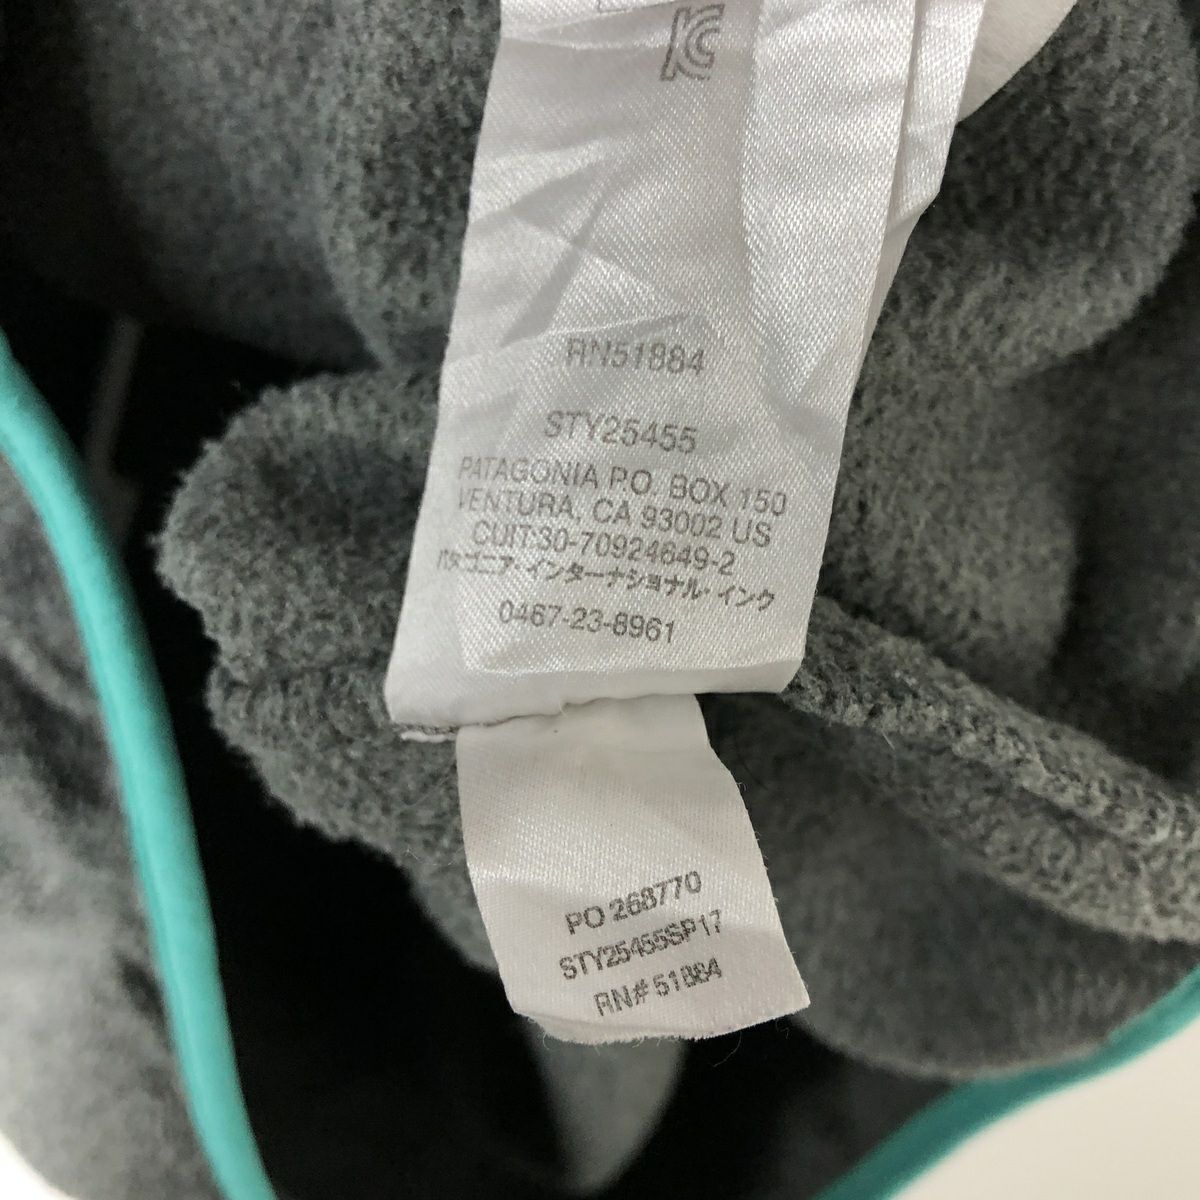 KC
RN51884
STY25455
PATAGONIA P.O. BOX 150
VENTURA, CA 93002 US
CUIT:30-70924649-2
パタゴニア・インターナショナル・インク
0467-23-8961
PO 268770
STY25455SP17
RN# 51884